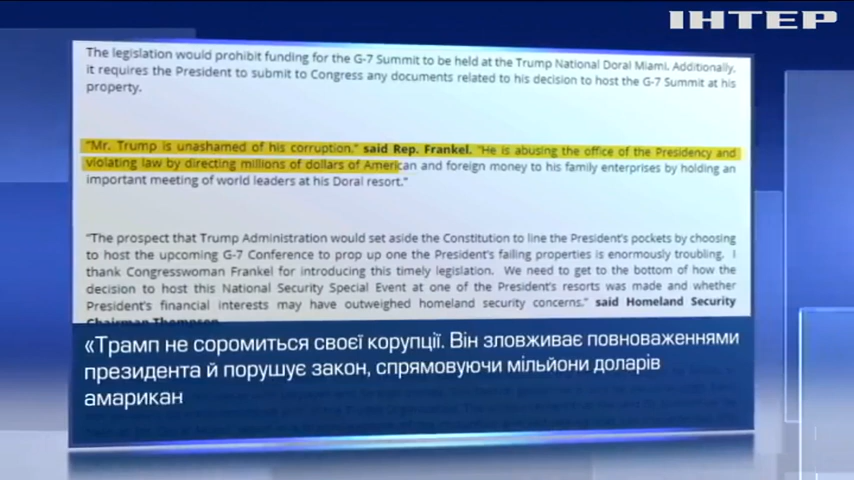 ІНТЕР
The legislation would prohibit funding for the G-7 Summit to be held at the Trump National Doral Miami. Additionally,
it requires the President to submit to Congress any documents related to his decision to host the G-7 Summit at his
property.
"Mr. Trump is unashamed of his corruption," said Rep. Frankel. "He is abusing the office of the Presidency and
violating law by directing millions of dollars of American and foreign money to his family enterprises by holding an
important meeting of world leaders at his Doral resort."
"The prospect that Trump Administration would set aside the Constitution to line the President's pockets by choosing
to host the upcoming G-7 Conference to prop up one the President's failing properties is enormously troubling. I
thank Congresswoman Frankel for introducing this timely legislation. We need to get to the bottom of how the
decision to host this National Security Special Event at one of the President's resorts was made and whether
President's financial interests may have outweighed homeland security concerns." said Homeland Security
Chairman Thompson
«Трамп не соромиться своєї корупції. Він зловживає повноваженнями
президента й порушує закон, спрямовуючи мільйони доларів
амарикан